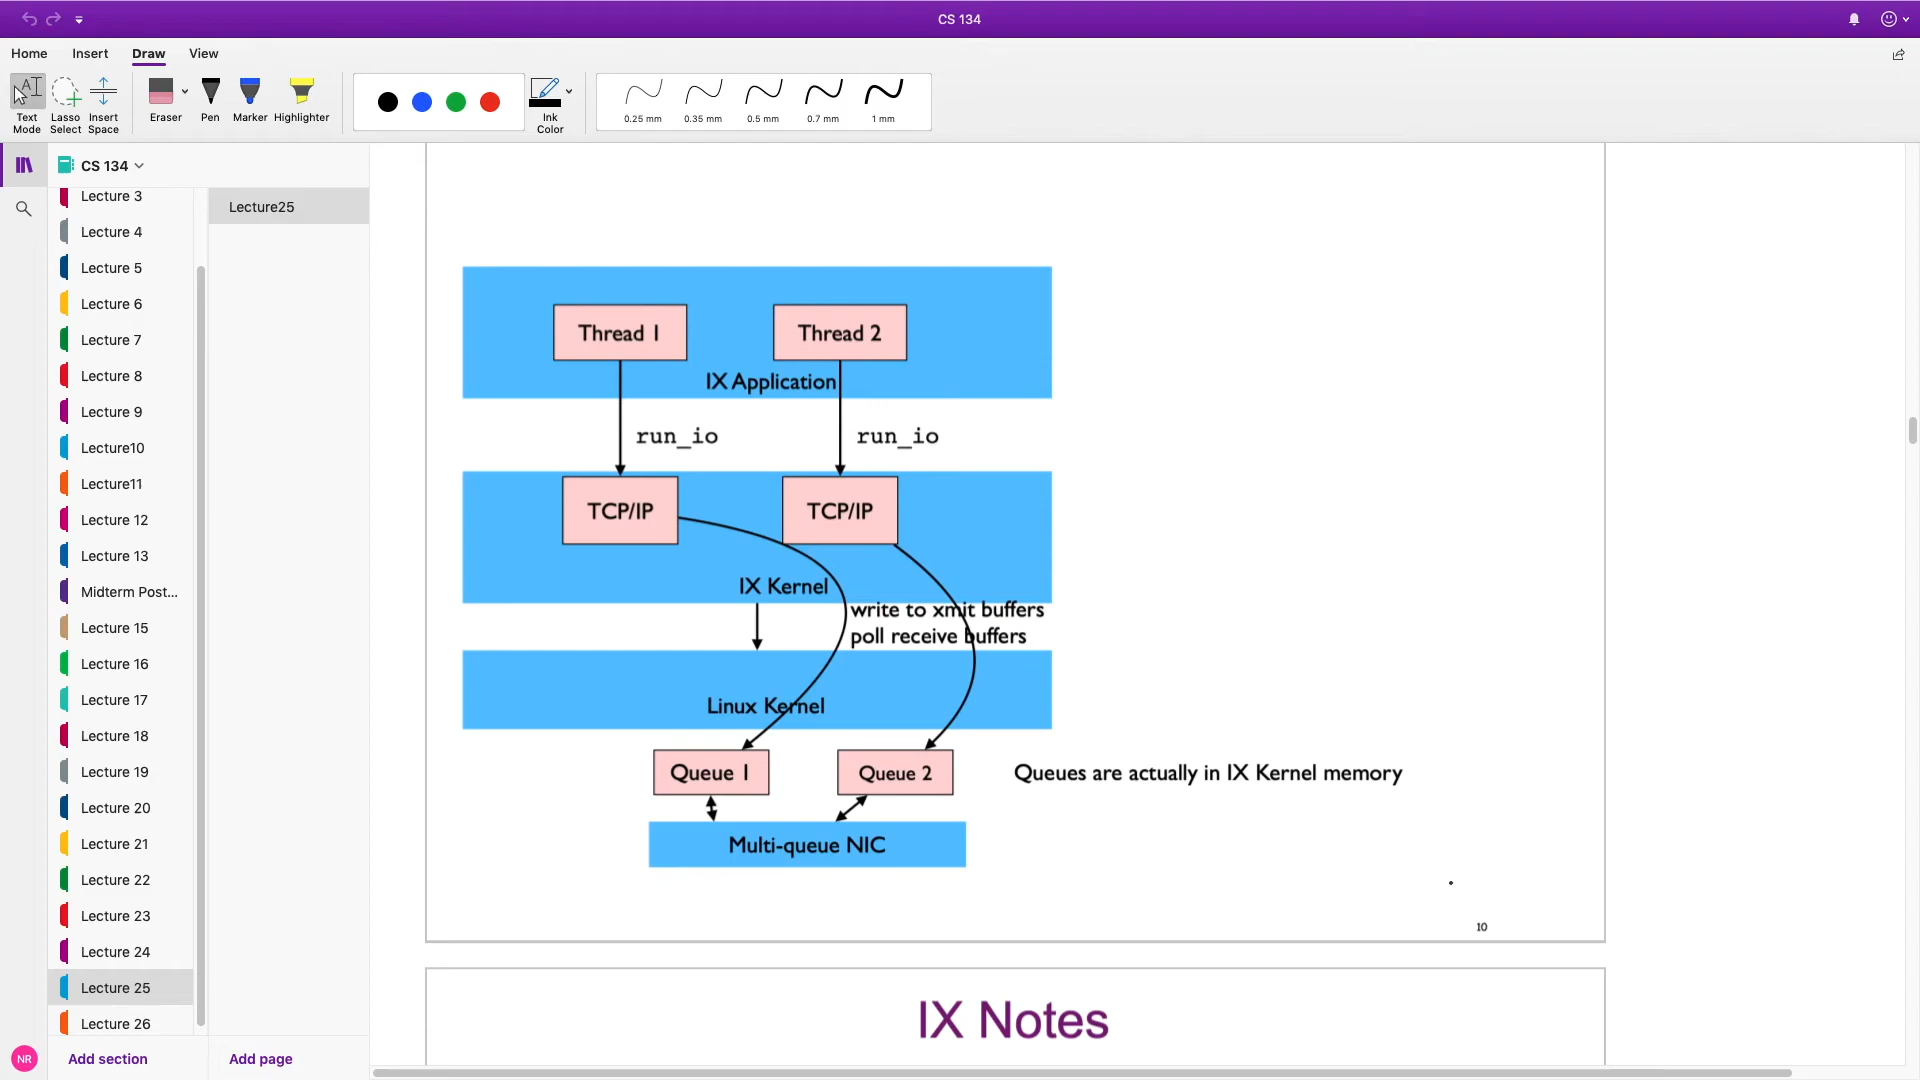 CS 134
Home Insert Draw View
Text Mode
Lasso Select
Insert Space
Eraser
Pen
Marker
Highlighter
Ink Color
0.25 mm
0.35 mm
0.5 mm
0.7 mm
1 mm
CS 134
Lecture 3
Lecture 4
Lecture 5
Lecture 6
Lecture 7
Lecture 8
Lecture 9
Lecture10
Lecture11
Lecture 12
Lecture 13
Midterm Post...
Lecture 15
Lecture 16
Lecture 17
Lecture 18
Lecture 19
Lecture 20
Lecture 21
Lecture 22
Lecture 23
Lecture 24
Lecture 25
Lecture 26
NR
Add section
Lecture25
Add page
Thread 1
Thread 2
IX Application
run_io
run_io
TCP/IP
TCP/IP
IX Kernel
write to xmit buffers
poll receive buffers
Linux Kernel
Queue 1
Queue 2
Queues are actually in IX Kernel memory
Multi-queue NIC
10
IX Notes